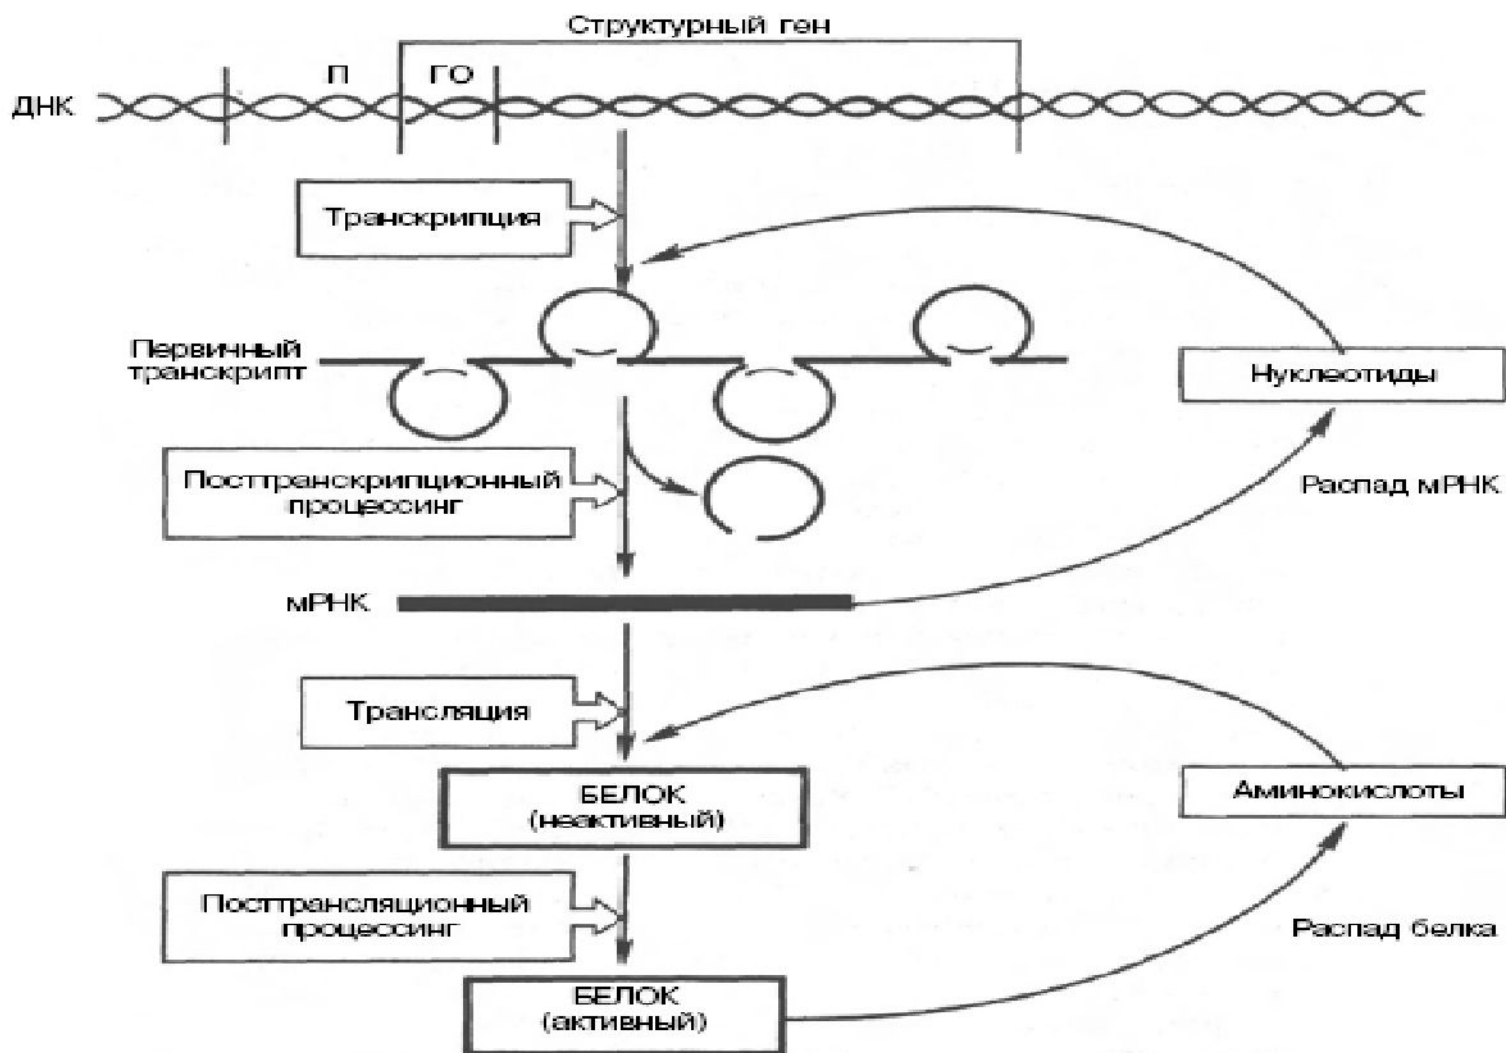 Структурный ген
П
ГО
ДНК
Транскрипция
Первичный
транскрипт
Нуклеотиды
Посттранскрипционный
процессинг
Распад мРНК
мРНК
Трансляция
БЕЛОК
(неактивный)
Аминокислоты
Посттрансляционный
процессинг
Распад белка
БЕЛОК
(активный)